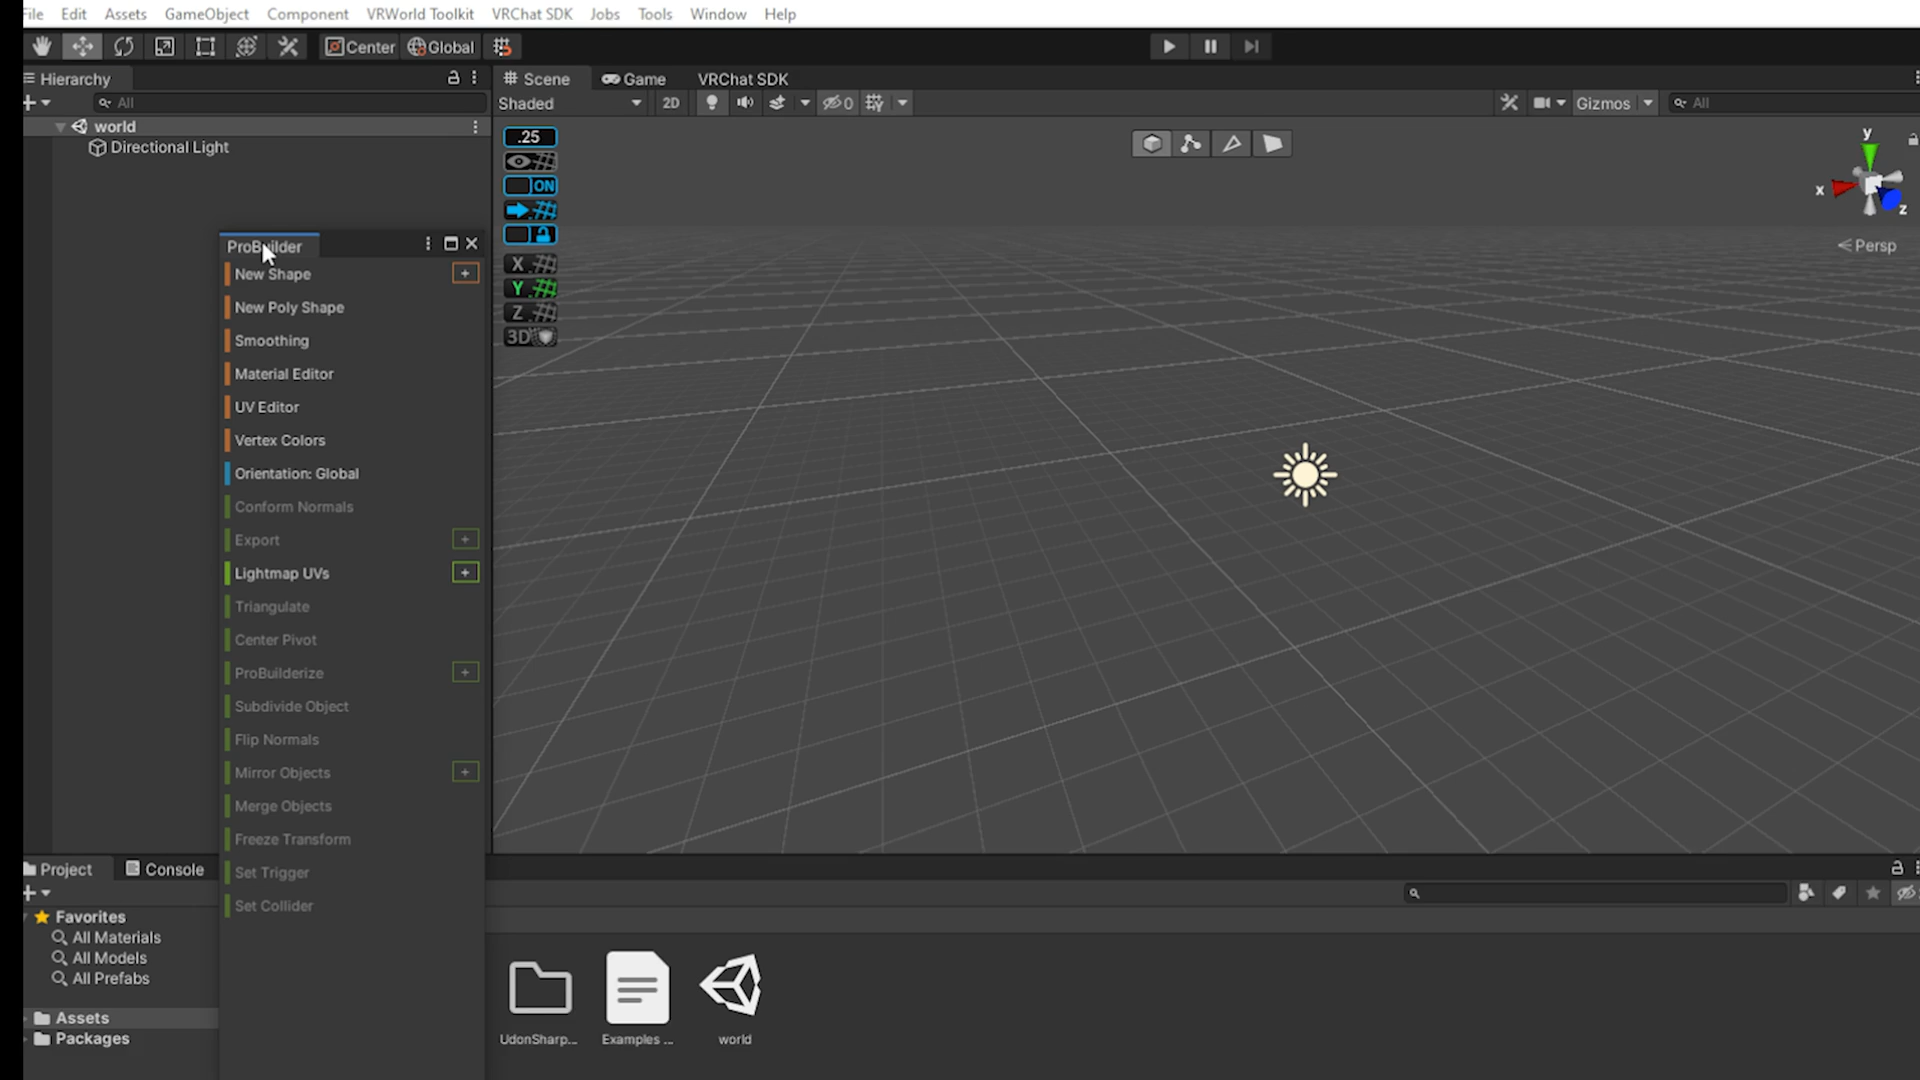 File Edit Assets GameObject Component VRWorld Toolkit VRChat SDK Jobs Tools Window Help
Center Global
Hierarchy
All
world
Directional Light
ProBuilder
New Shape
New Poly Shape
Smoothing
Material Editor
UV Editor
Vertex Colors
Orientation: Global
Conform Normals
Export
Lightmap UVs
Triangulate
Center Pivot
ProBuilderize
Subdivide Object
Flip Normals
Mirror Objects
Merge Objects
Freeze Transform
Set Trigger
Set Collider
Scene Game VRChat SDK
Shaded 2D 0 Gizmos All
.25
ON
X
Y
Z
3D
y
x
z
Persp
Project Console
Favorites
All Materials
All Models
All Prefabs
Assets
Packages
UdonSharp... Examples ... world